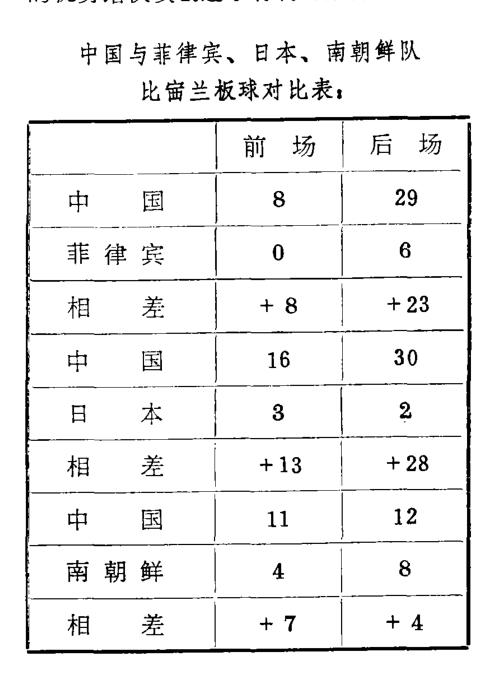 中国与菲律宾、日本、南朝鲜队
比窗兰板球对比表：
前 场 后 场
中 国 8 29
菲律宾 0 6
相 差 +8 +23
中 国 16 30
日 本 3 2
相 差 +13 +28
中 国 11 12
南朝鲜 4 8
相 差 +7 +4